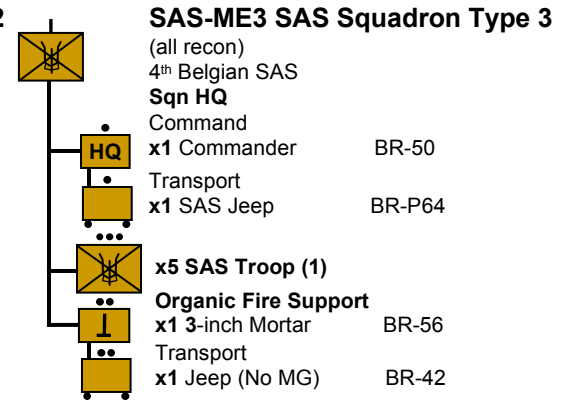 2
SAS-ME3 SAS Squadron Type 3
(all recon)
4th Belgian SAS
Sqn HQ
Command
HQ
x1 Commander BR-50
Transport
x1 SAS Jeep BR-P64
x5 SAS Troop (1)
Organic Fire Support
x1 3-inch Mortar BR-56
Transport
x1 Jeep (No MG) BR-42